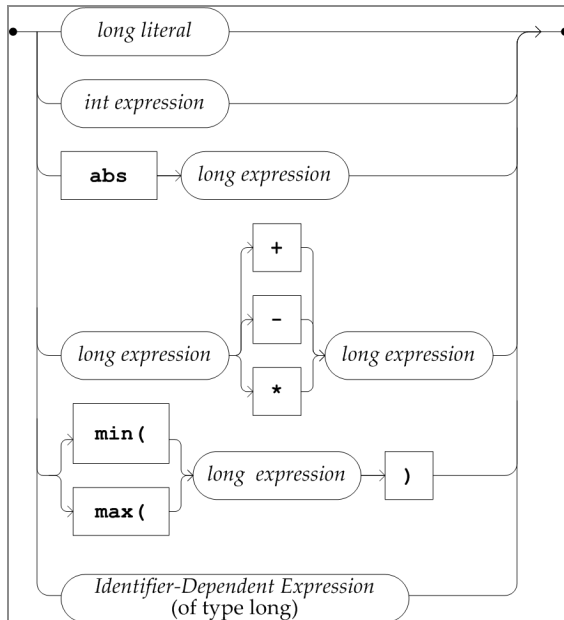 long literal
int expression
abs long expression
+
-
long expression long expression
*
min(
long expression )
max(
Identifier-Dependent Expression
(of type long)